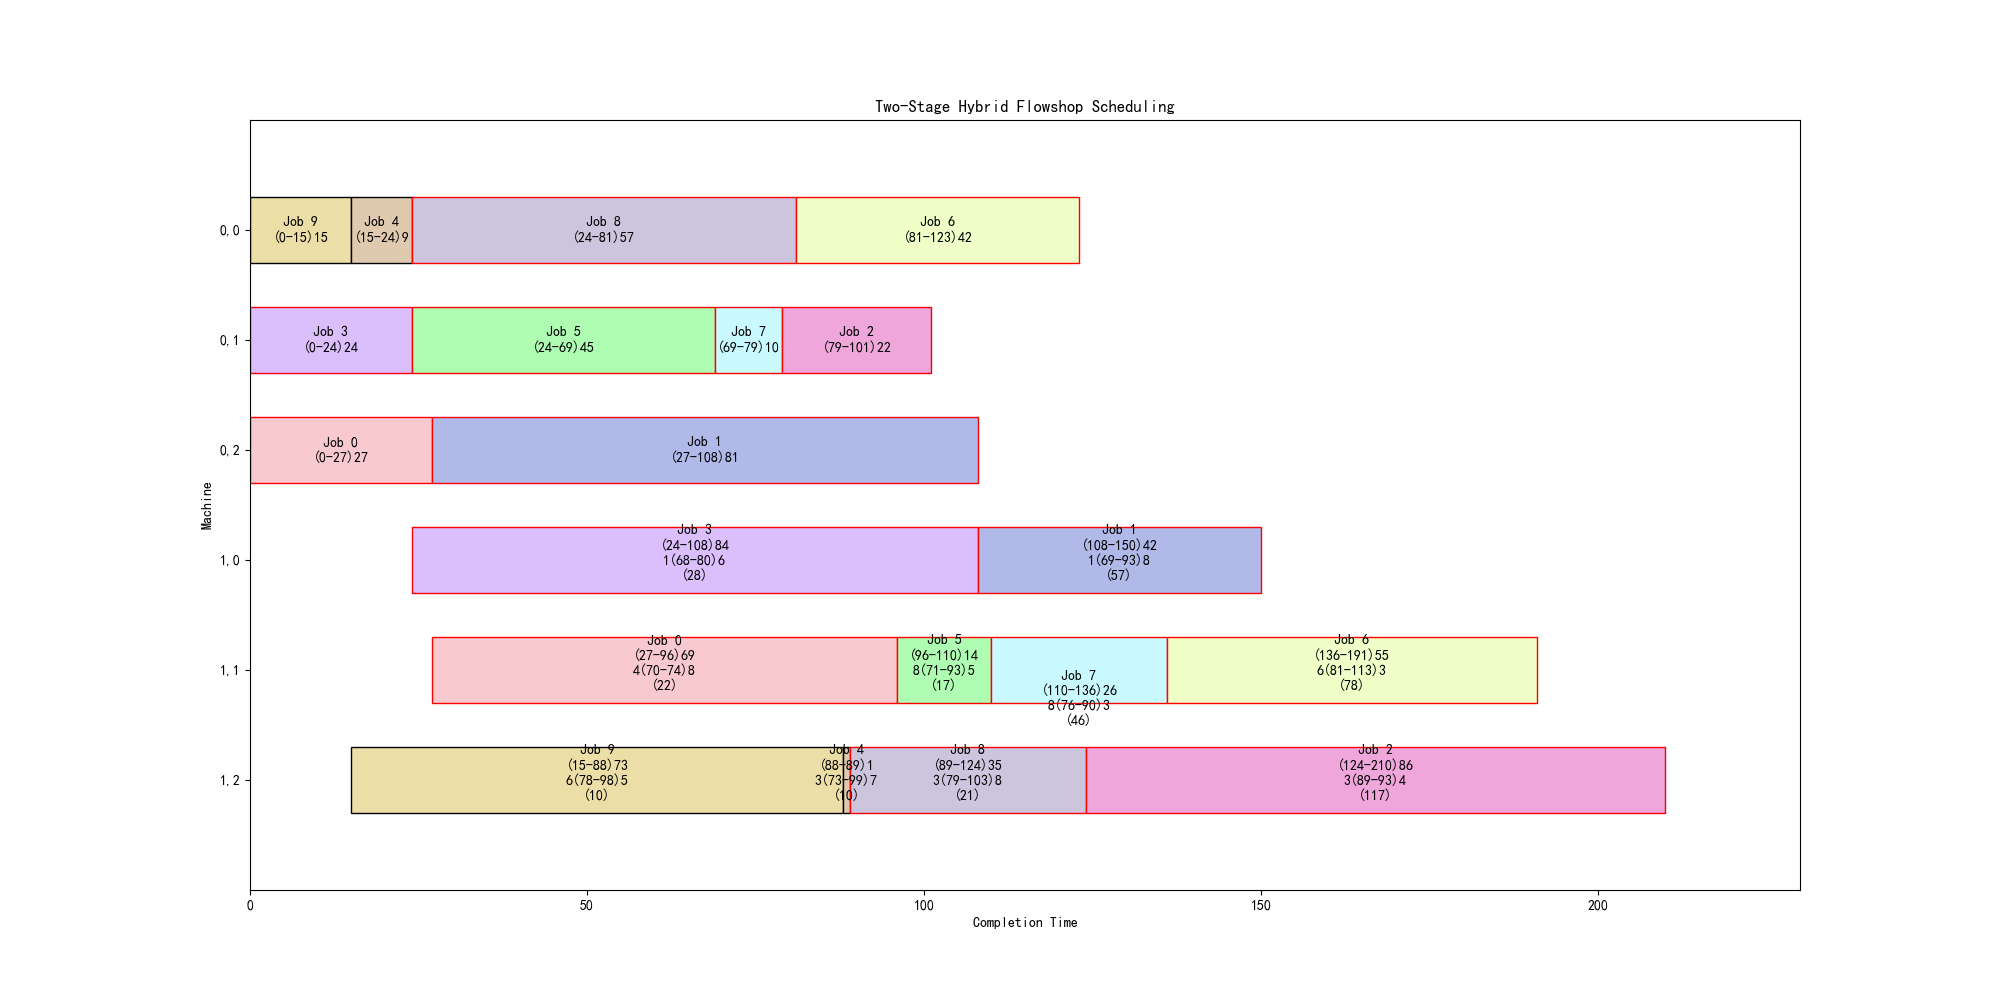 Two-Stage Hybrid Flowshop Scheduling
Machine
0,0
Job 9
(0-15)15
Job 4
(15-24)9
Job 8
(24-81)57
Job 6
(81-123)42
0,1
Job 3
(0-24)24
Job 5
(24-69)45
Job 7
(69-79)10
Job 2
(79-101)22
0,2
Job 0
(0-27)27
Job 1
(27-108)81
1,0
Job 3
(24-108)84
1(68-80)6
(28)
Job 1
(108-150)42
1(69-93)8
(57)
1,1
Job 0
(27-96)69
4(70-74)8
(22)
Job 5
(96-110)14
8(71-93)5
(17)
Job 7
(110-136)26
8(76-90)3
(46)
Job 6
(136-191)55
6(81-113)3
(78)
1,2
Job 9
(15-88)73
6(78-98)5
(10)
Job 4
(88-89)1
3(73-99)7
(10)
Job 8
(89-124)35
3(79-103)8
(21)
Job 2
(124-210)86
3(89-93)4
(117)
0
50
100
150
200
Completion Time